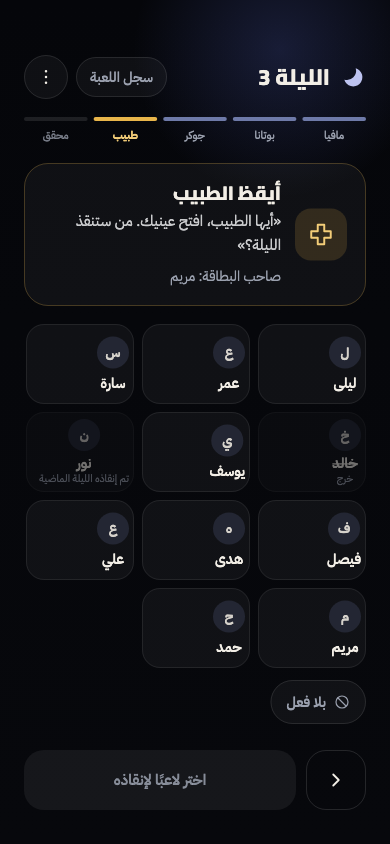 الليلة 3
سجل اللعبة
مافيا
بوتانا
جوكر
طبيب
محقق
أيقظ الطبيب
«أيها الطبيب، افتح عينيك. من ستنقذ
الليلة؟»
صاحب البطاقة: مريم
ل
ليلى
ع
عمر
س
سارة
خ
خالد
خرج
ي
يوسف
ن
نور
تم إنقاذه الليلة الماضية
ف
فيصل
ه
هدى
ع
علي
م
مريم
ح
حمد
بلا فعل
اختر لاعبًا لإنقاذه